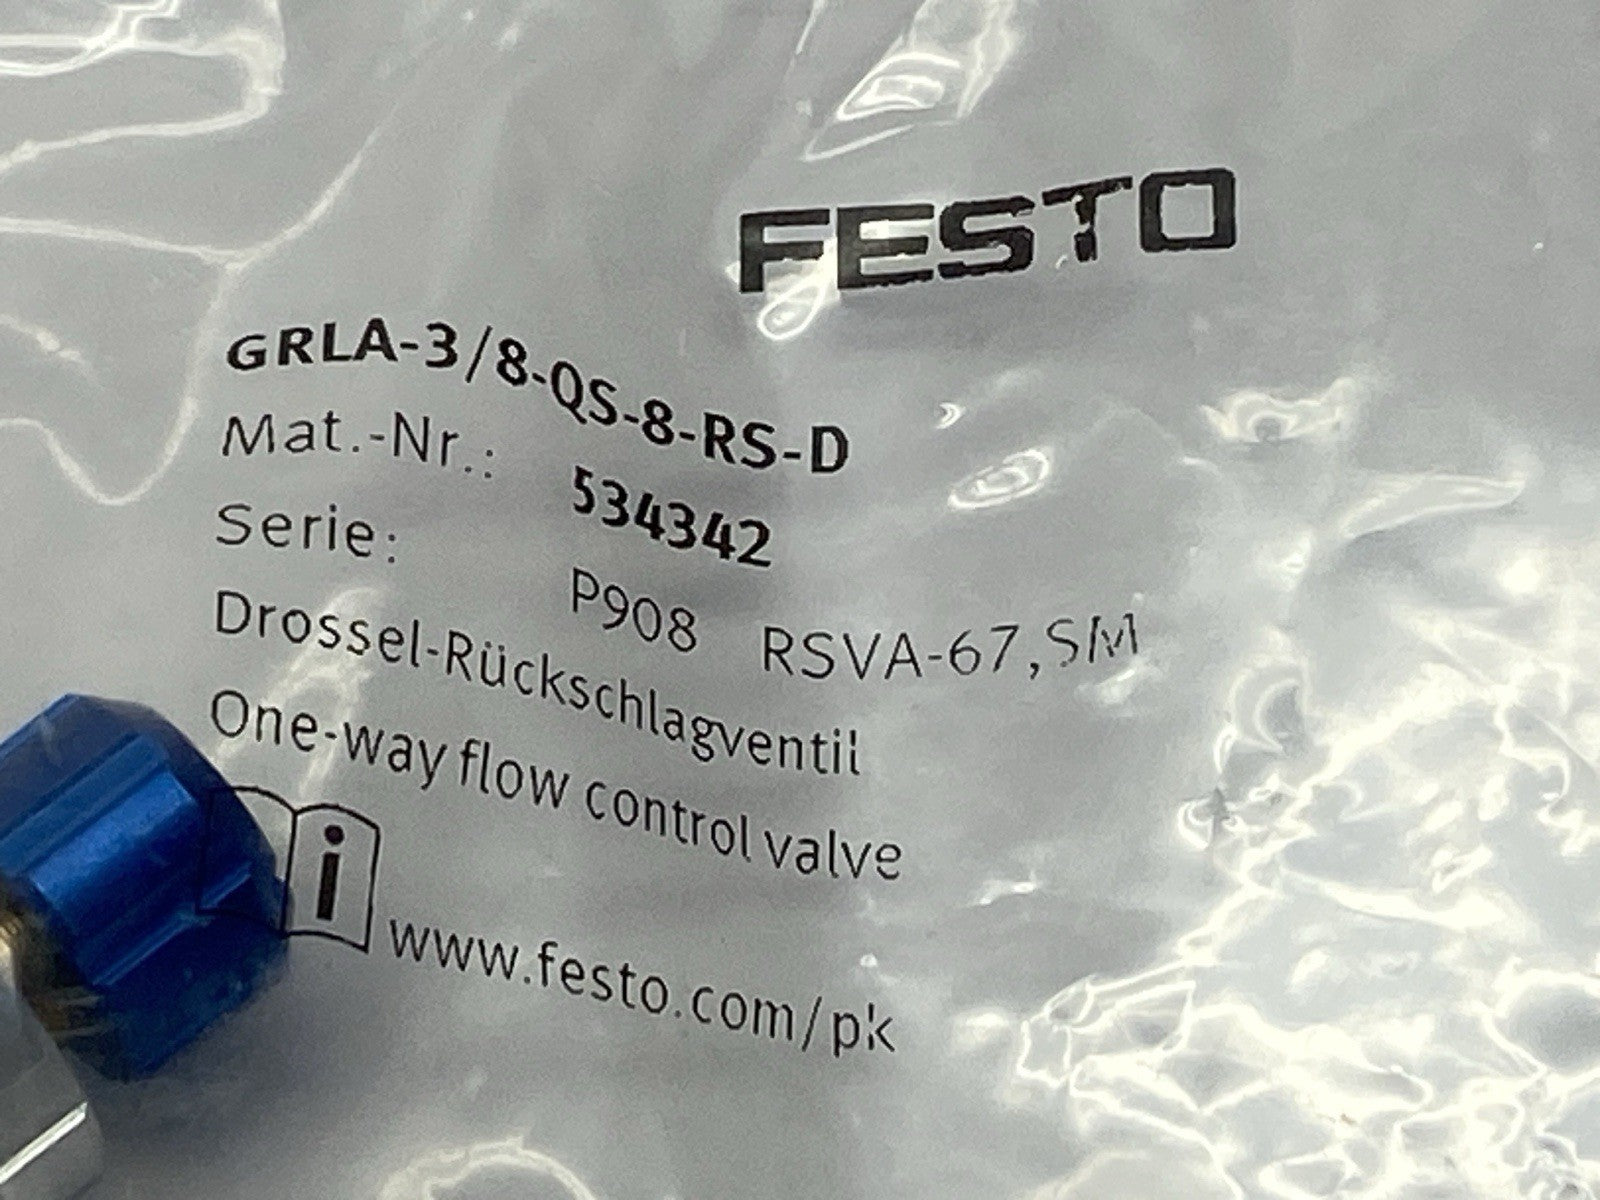 FESTO
GRLA-3/8-QS-8-RS-D
Mat.-Nr.: 534342
Serie: P908 RSVA-67,SM
Drossel-Rückschlagventil
One-way flow control valve
i www.festo.com/pk